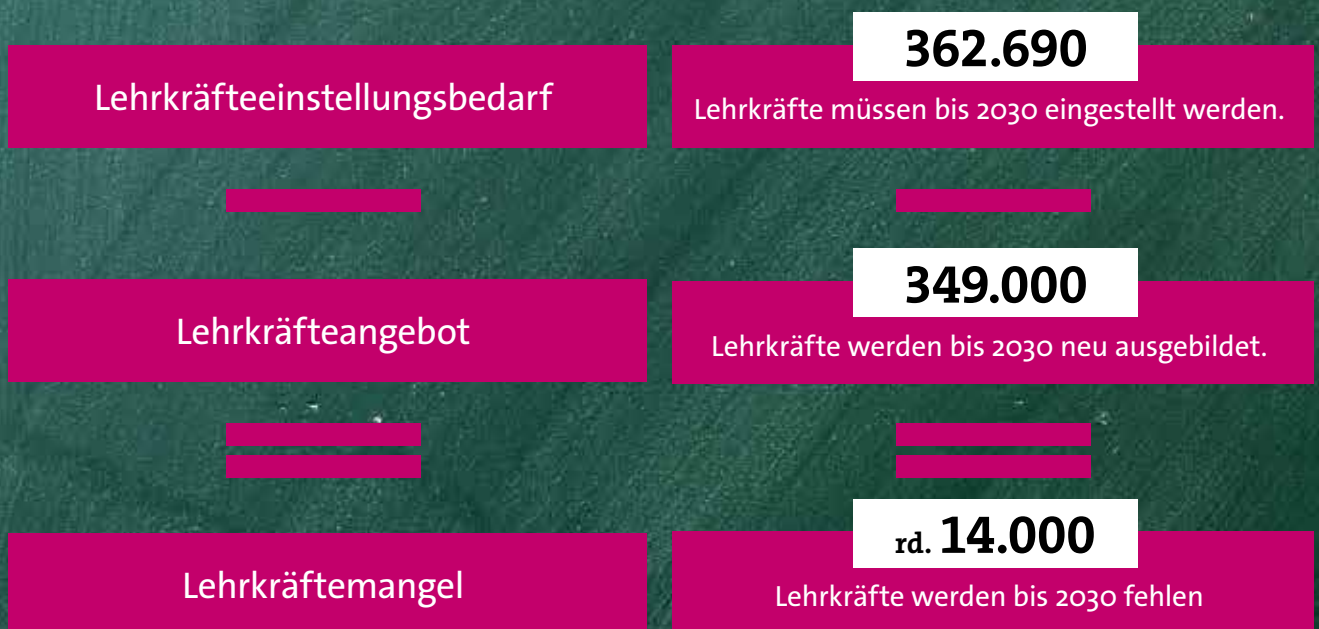 Lehrkräfteeinstellungsbedarf
362.690
Lehrkräfte müssen bis 2030 eingestellt werden.
Lehrkräfteangebot
349.000
Lehrkräfte werden bis 2030 neu ausgebildet.
Lehrkräftemangel
rd. 14.000
Lehrkräfte werden bis 2030 fehlen